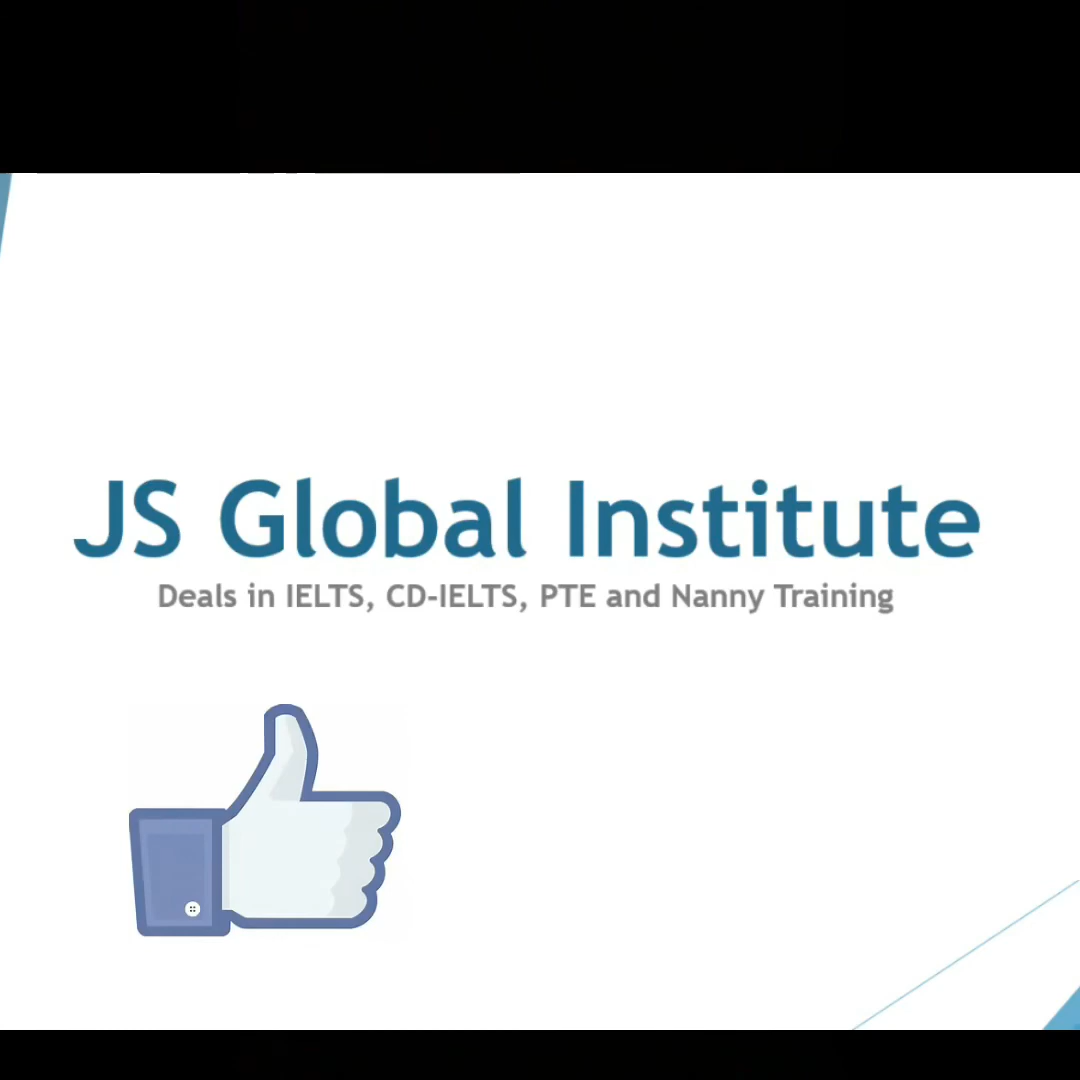 JS Global Institute
Deals in IELTS, CD-IELTS, PTE and Nanny Training